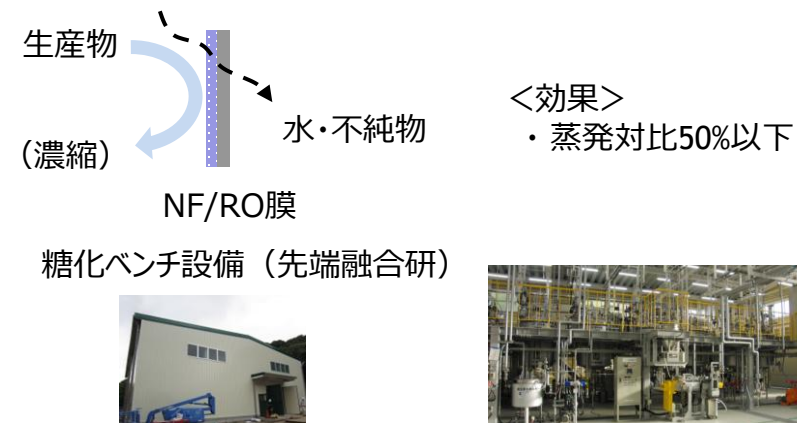 生産物
(濃縮)
水・不純物
NF/RO膜
＜効果＞
・蒸発対比50%以下
糖化ベンチ設備（先端融合研）